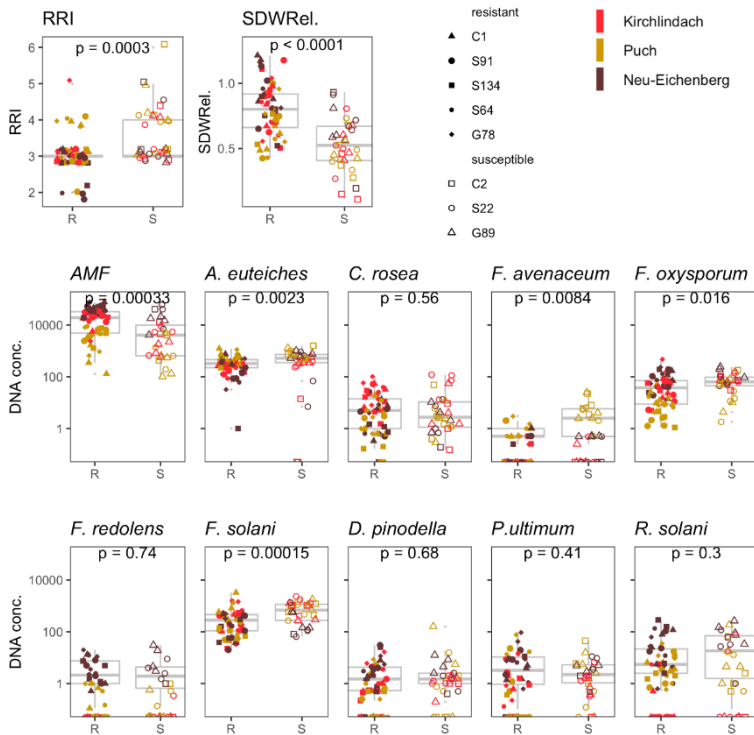 RRI
SDWRel.
resistant
Kirchlindach
Puch
Neu-Eichenberg
p = 0.0003
p < 0.0001
C1
S91
S134
S64
G78
susceptible
C2
S22
G89
RRI
6
5
4
3
2
R
S
SDWRel.
1.0
0.5
R
S
AMF
A. euteiches
C. rosea
F. avenaceum
F. oxysporum
p = 0.00033
p = 0.0023
p = 0.56
p = 0.0084
p = 0.016
DNA conc.
10000
100
1
R
S
R
S
R
S
R
S
R
S
F. redolens
F. solani
D. pinodella
P.ultimum
R. solani
p = 0.74
p = 0.00015
p = 0.68
p = 0.41
p = 0.3
DNA conc.
10000
100
1
R
S
R
S
R
S
R
S
R
S